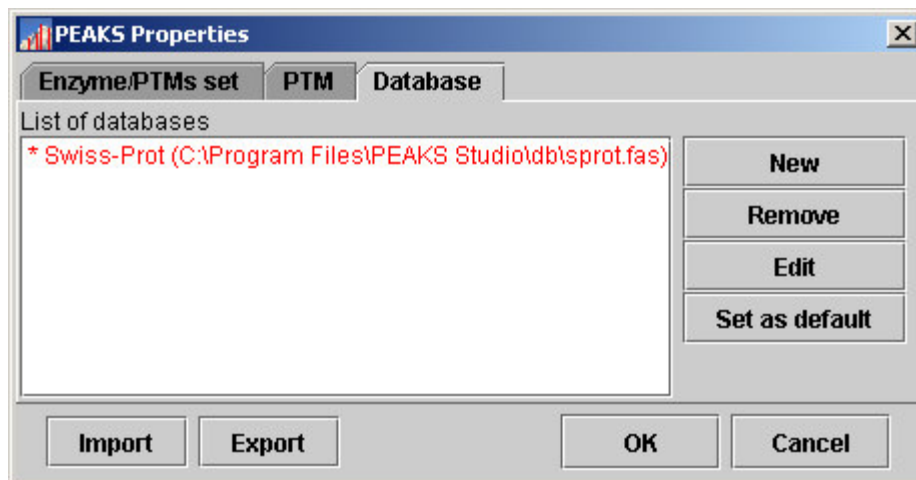 PEAKS Properties
Enzyme/PTMs set PTM Database
List of databases
* Swiss-Prot (C:\Program Files\PEAKS Studio\db\sprot.fas)
New
Remove
Edit
Set as default
Import Export OK Cancel